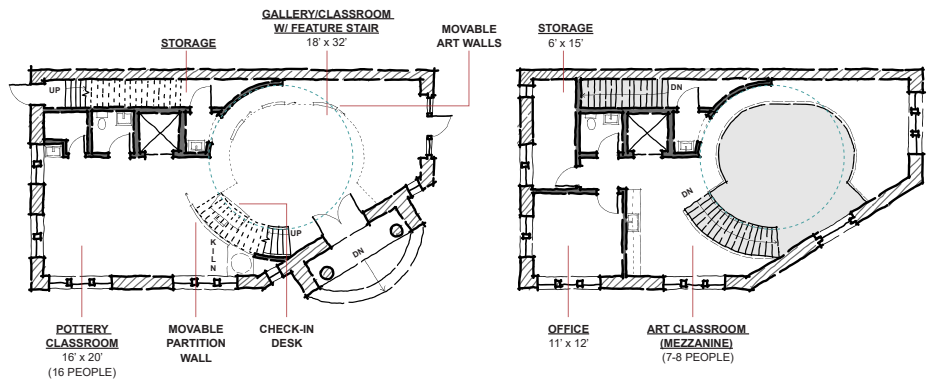 GALLERY/CLASSROOM
W/ FEATURE STAIR
18' x 32'
STORAGE
MOVABLE
ART WALLS
STORAGE
6' x 15'
UP
UP
DN
KILN
DN
DN
POTTERY
CLASSROOM
16' x 20'
(16 PEOPLE)
MOVABLE
PARTITION
WALL
CHECK-IN
DESK
OFFICE
11' x 12'
ART CLASSROOM
(MEZZANINE)
(7-8 PEOPLE)